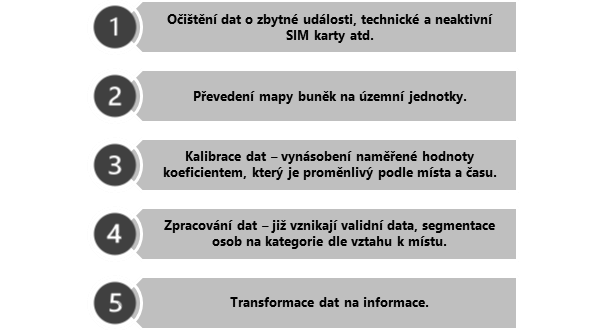 1
Očištění dat o zbytné události, technické a neaktivní
SIM karty atd.
2
Převedení mapy buněk na územní jednotky.
3
Kalibrace dat – vynásobení naměřené hodnoty
koeficientem, který je proměnlivý podle místa a času.
4
Zpracování dat – již vznikají validní data, segmentace
osob na kategorie dle vztahu k místu.
5
Transformace dat na informace.